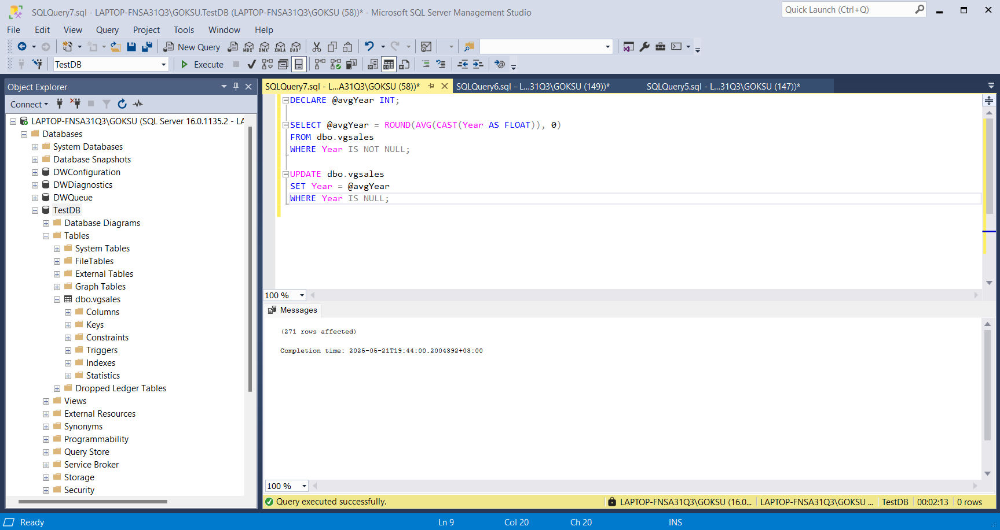 SQLQuery7.sql - LAPTOP-FNSA31Q3\GOKSU.TestDB (LAPTOP-FNSA31Q3\GOKSU (58))* - Microsoft SQL Server Management Studio
Quick Launch (Ctrl+Q)
File Edit View Query Project Tools Window Help
New Query MDX DMX XMLA DAX
TestDB Execute
Object Explorer
Connect
LAPTOP-FNSA31Q3\GOKSU (SQL Server 16.0.1135.2 - LA
Databases
System Databases
Database Snapshots
DWConfiguration
DWDiagnostics
DWQueue
TestDB
Database Diagrams
Tables
System Tables
FileTables
External Tables
Graph Tables
dbo.vgsales
Columns
Keys
Constraints
Triggers
Indexes
Statistics
Dropped Ledger Tables
Views
External Resources
Synonyms
Programmability
Query Store
Service Broker
Storage
Security
SQLQuery7.sql - L...A31Q3\GOKSU (58))* SQLQuery6.sql - L...31Q3\GOKSU (149))* SQLQuery5.sql - L...31Q3\GOKSU (147))*
DECLARE @avgYear INT;
SELECT @avgYear = ROUND(AVG(CAST(Year AS FLOAT)), 0)
FROM dbo.vgsales
WHERE Year IS NOT NULL;
UPDATE dbo.vgsales
SET Year = @avgYear
WHERE Year IS NULL;
100 %
Messages
(271 rows affected)
Completion time: 2025-05-21T19:44:00.2004392+03:00
100 %
Query executed successfully. LAPTOP-FNSA31Q3\GOKSU (16.0... LAPTOP-FNSA31Q3\GOKSU ... TestDB 00:02:13 0 rows
Ready Ln 9 Col 20 Ch 20 INS